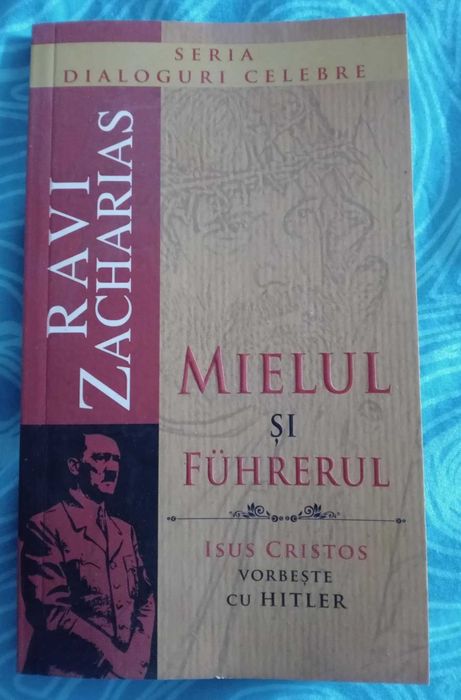 SERIA
DIALOGURI CELEBRE
RAVI
ZACHARIAS
MIELUL
ȘI
FÜHRERUL
ISUS CRISTOS
VORBEȘTE
CU HITLER